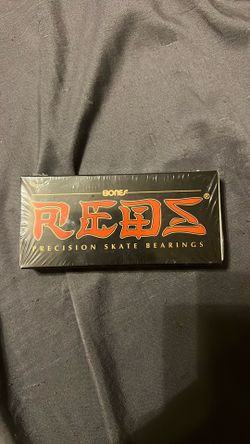 BONES
REDS®
PRECISION SKATE BEARINGS